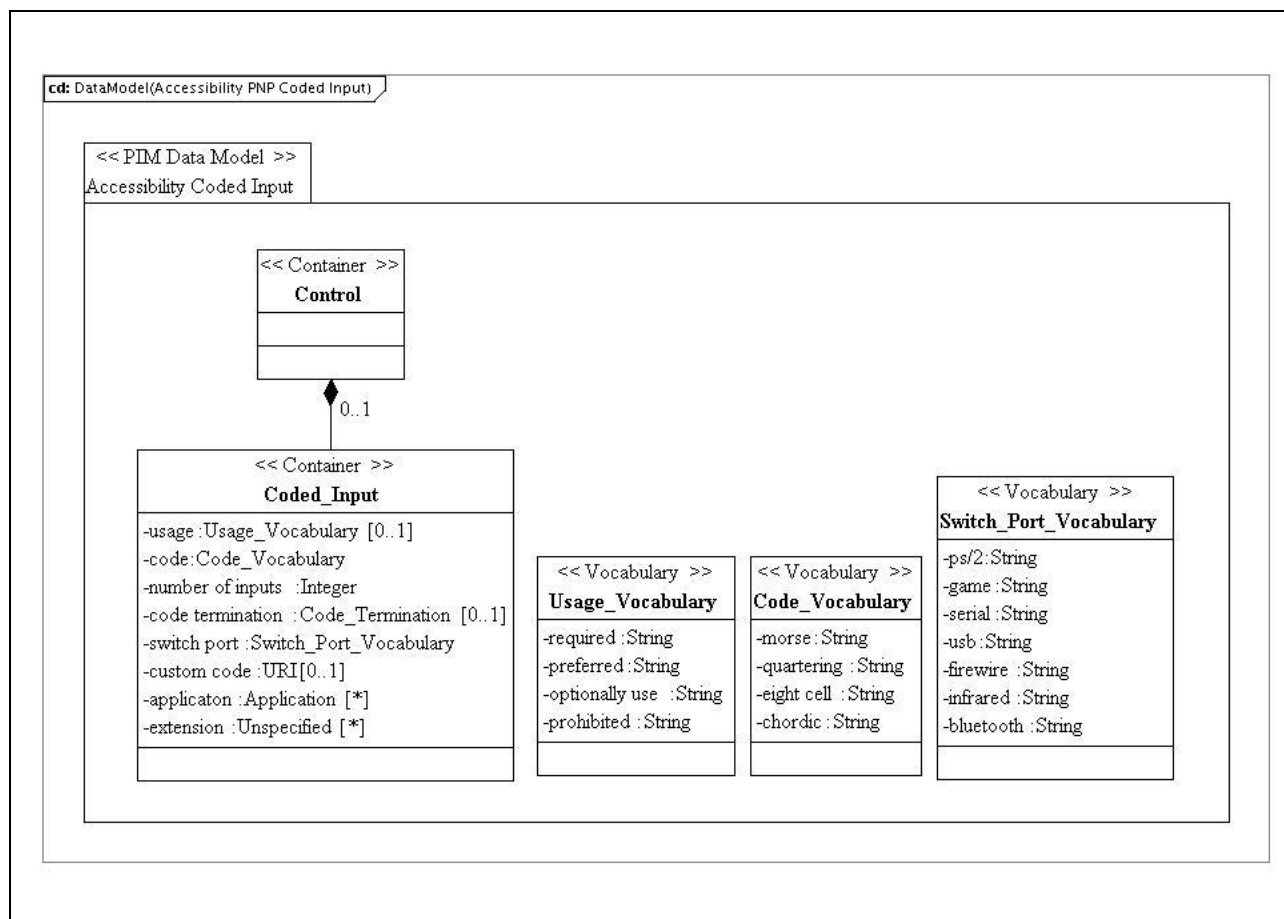 cd: DataModel(Accessibility PNP Coded Input)
<< PIM Data Model >>
Accessibility Coded Input
<< Container >>
Control
0..1
<< Container >>
Coded_Input
-usage :Usage_Vocabulary [0..1]
-code:Code_Vocabulary
-number of inputs :Integer
-code termination :Code_Termination [0..1]
-switch port :Switch_Port_Vocabulary
-custom code :URI[0..1]
-applicaton :Application [*]
-extension :Unspecified [*]
<< Vocabulary >>
Usage_Vocabulary
-required :String
-preferred :String
-optionally use :String
-prohibited :String
<< Vocabulary >>
Code_Vocabulary
-morse:String
-quartering :String
-eight cell :String
-chordic :String
<< Vocabulary >>
Switch_Port_Vocabulary
-ps/2:String
-game:String
-serial :String
-usb:String
-firewire :String
-infrared :String
-bluetooth :String